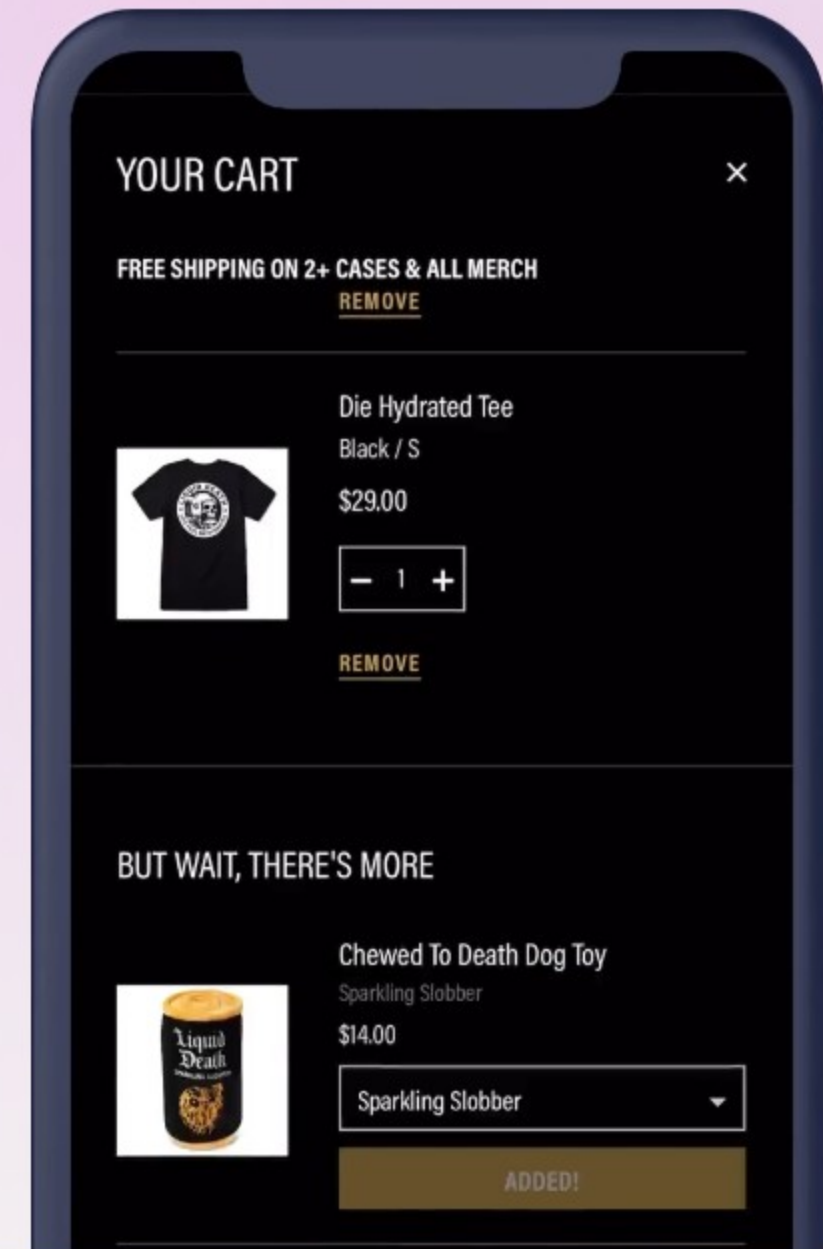 YOUR CART
×
FREE SHIPPING ON 2+ CASES & ALL MERCH
REMOVE
Die Hydrated Tee
Black / S
$29.00
− 1 +
REMOVE
BUT WAIT, THERE'S MORE
Chewed To Death Dog Toy
Sparkling Slobber
$14.00
Liquid
Death
Sparkling Slobber
ADDED!